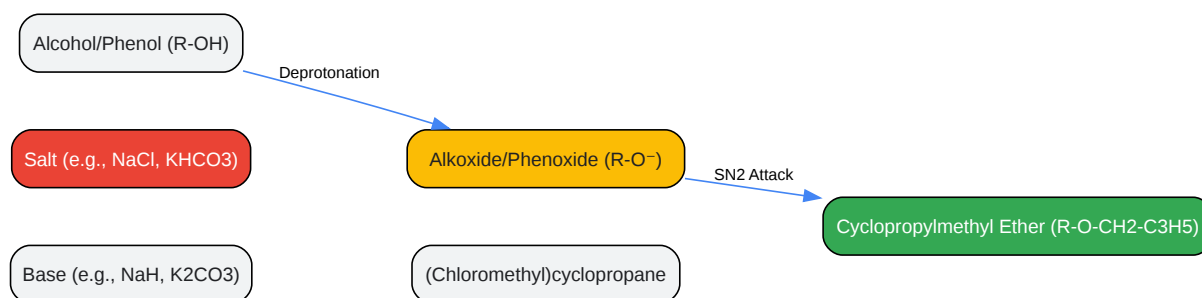 Alcohol/Phenol (R-OH)
Deprotonation
Salt (e.g., NaCl, KHCO3)
Alkoxide/Phenoxide (R-O⁻)
SN2 Attack
Cyclopropylmethyl Ether (R-O-CH2-C3H5)
Base (e.g., NaH, K2CO3)
(Chloromethyl)cyclopropane